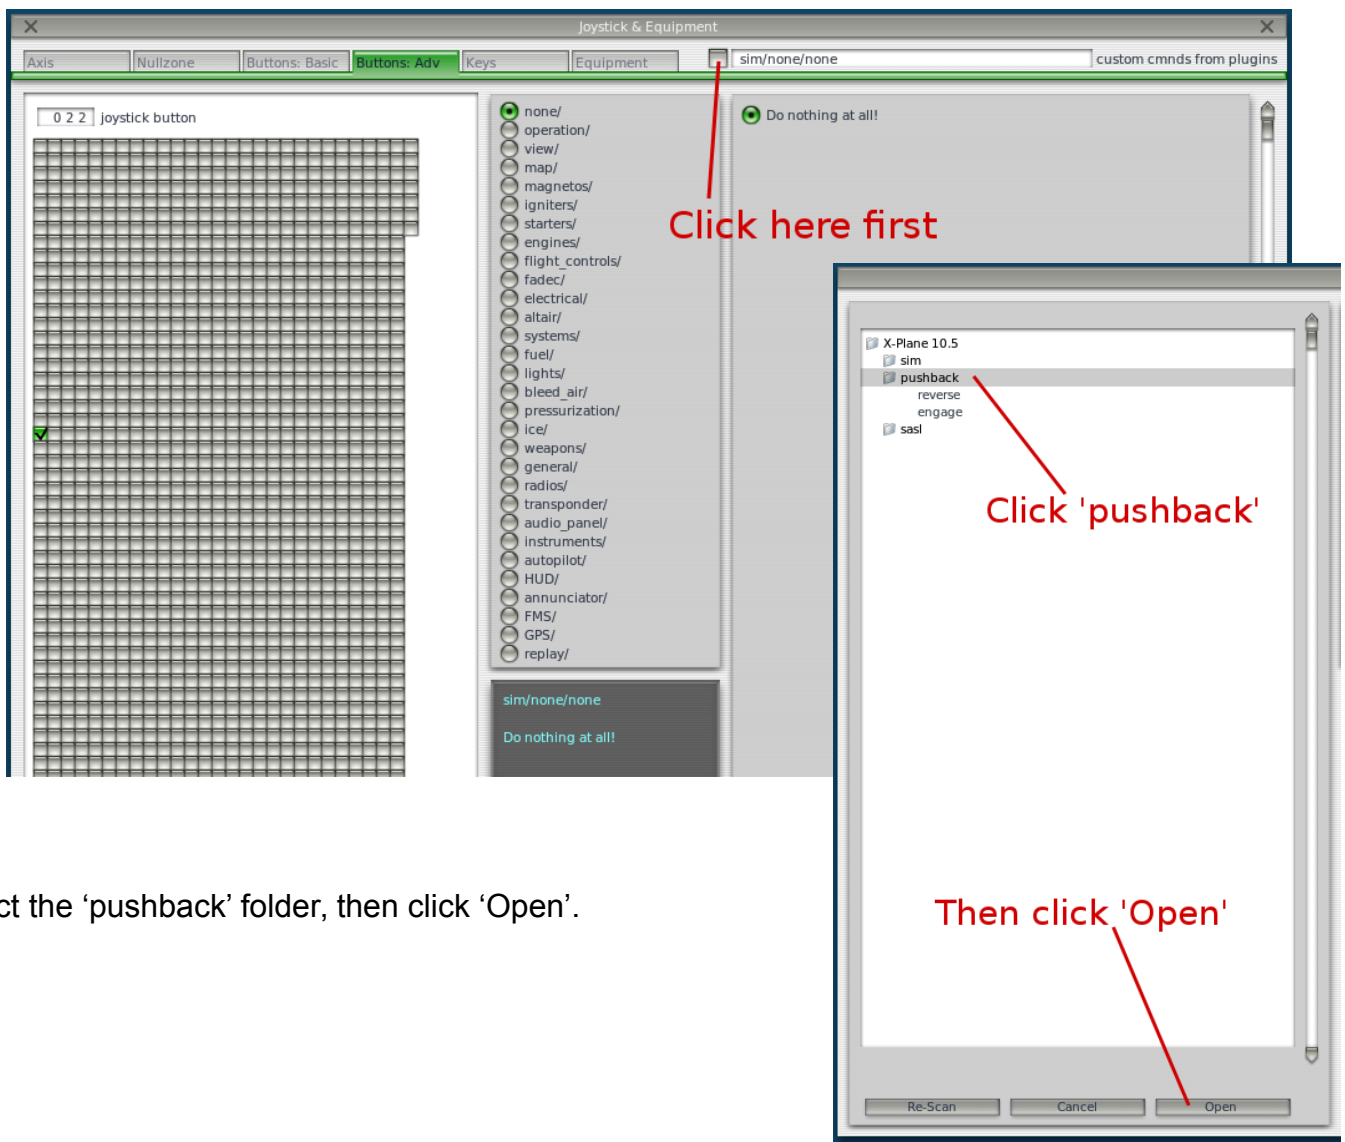 Joystick & Equipment
Axis
Nullzone
Buttons: Basic
Buttons: Adv
Keys
Equipment
sim/none/none
custom cmnds from plugins
0 2 2 joystick button
none/
operation/
view/
map/
magnetos/
igniters/
starters/
engines/
flight_controls/
fadec/
electrical/
altair/
systems/
fuel/
lights/
bleed_air/
pressurization/
ice/
weapons/
general/
radios/
transponder/
audio_panel/
instruments/
autopilot/
HUD/
annunciator/
FMS/
GPS/
replay/
sim/none/none
Do nothing at all!
Do nothing at all!
Click here first
X-Plane 10.5
sim
pushback
reverse
engage
sasl
Click 'pushback'
Then click 'Open'
Re-Scan
Cancel
Open
ct the ‘pushback’ folder, then click ‘Open’.